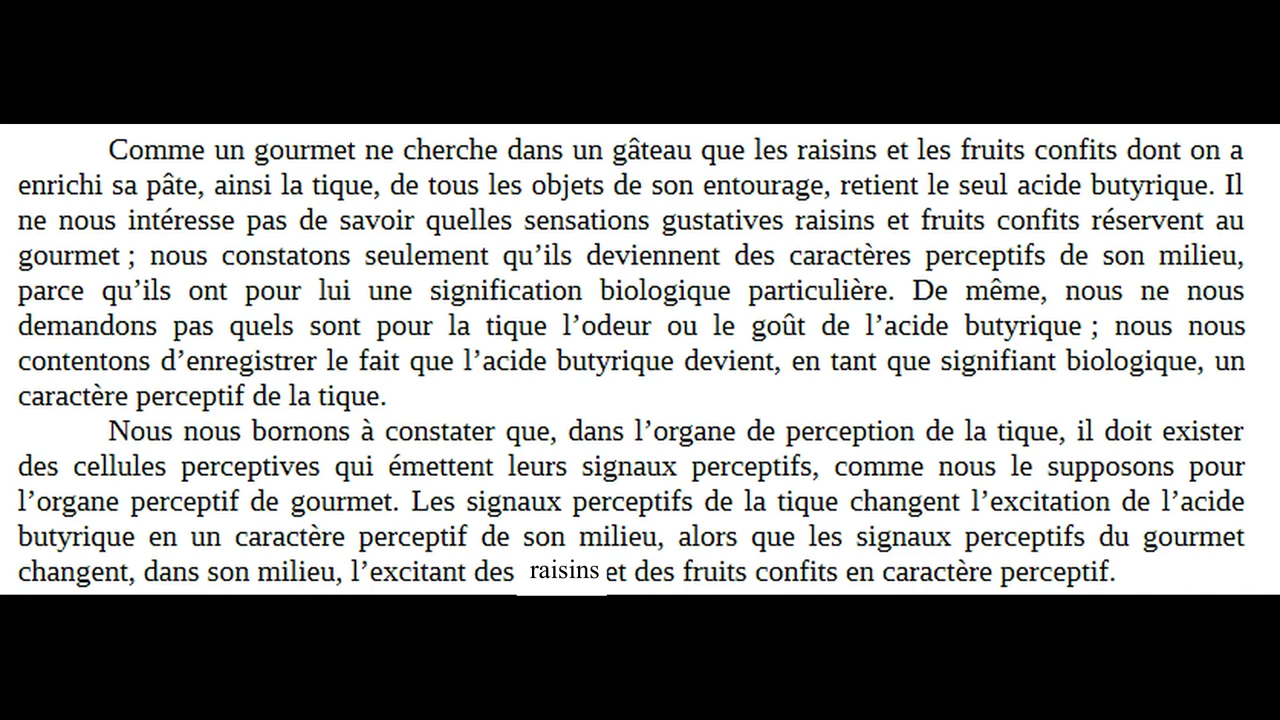 Comme un gourmet ne cherche dans un gâteau que les raisins et les fruits confits dont on a
enrichi sa pâte, ainsi la tique, de tous les objets de son entourage, retient le seul acide butyrique. Il
ne nous intéresse pas de savoir quelles sensations gustatives raisins et fruits confits réservent au
gourmet ; nous constatons seulement qu’ils deviennent des caractères perceptifs de son milieu,
parce qu’ils ont pour lui une signification biologique particulière. De même, nous ne nous
demandons pas quels sont pour la tique l’odeur ou le goût de l’acide butyrique ; nous nous
contentons d’enregistrer le fait que l’acide butyrique devient, en tant que signifiant biologique, un
caractère perceptif de la tique.
Nous nous bornons à constater que, dans l’organe de perception de la tique, il doit exister
des cellules perceptives qui émettent leurs signaux perceptifs, comme nous le supposons pour
l’organe perceptif de gourmet. Les signaux perceptifs de la tique changent l’excitation de l’acide
butyrique en un caractère perceptif de son milieu, alors que les signaux perceptifs du gourmet
changent, dans son milieu, l’excitant des raisins et des fruits confits en caractère perceptif.